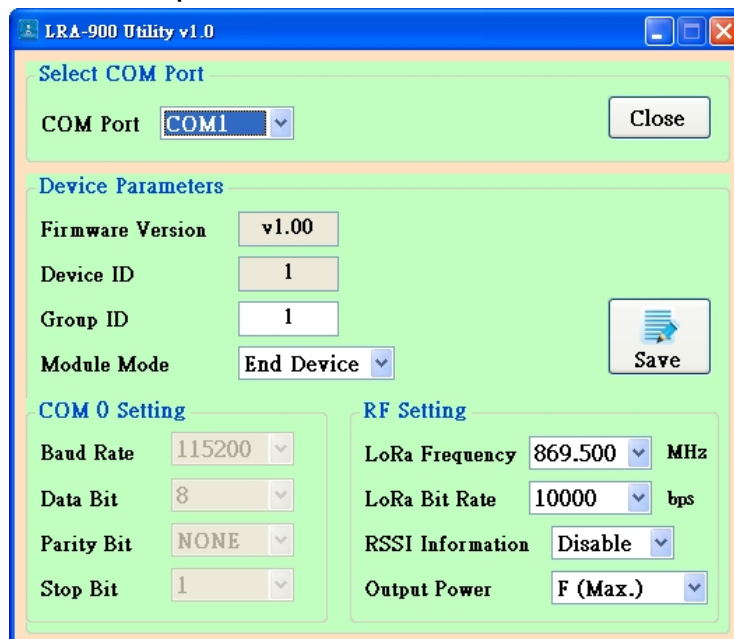 LRA-900 Utility v1.0
Select COM Port
COM Port COM1 Close
Device Parameters
Firmware Version v1.00
Device ID 1
Group ID 1
Module Mode End Device Save
COM 0 Setting
Baud Rate 115200
Data Bit 8
Parity Bit NONE
Stop Bit 1
RF Setting
LoRa Frequency 869.500 MHz
LoRa Bit Rate 10000 bps
RSSI Information Disable
Output Power F (Max.)